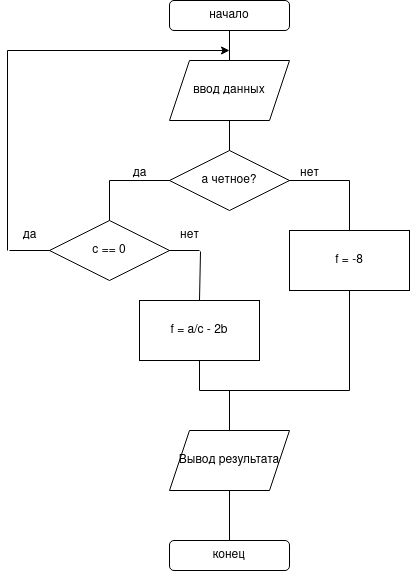 начало
ввод данных
да
а четное?
нет
да
c == 0
нет
f = -8
f = a/c - 2b
Вывод результата
конец